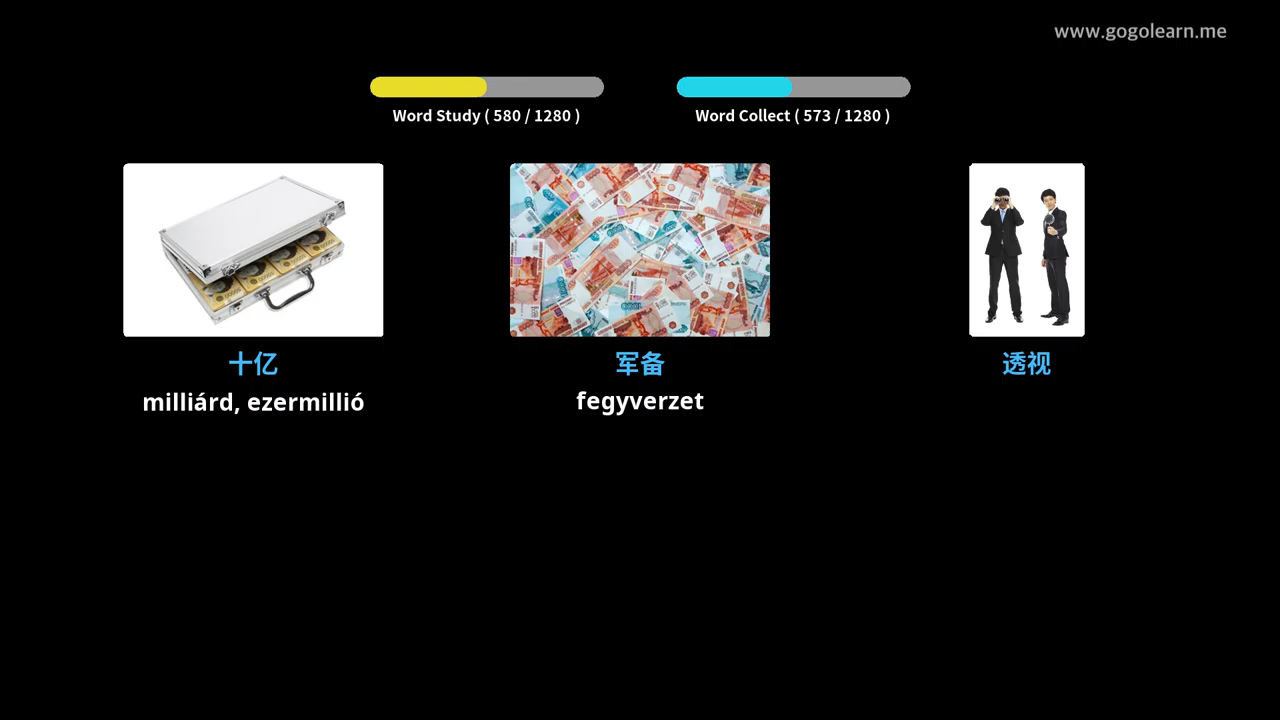 www.gogolearn.me
Word Study ( 580 / 1280 )
Word Collect ( 573 / 1280 )
十亿
milliárd, ezermillió
军备
fegyverzet
透视